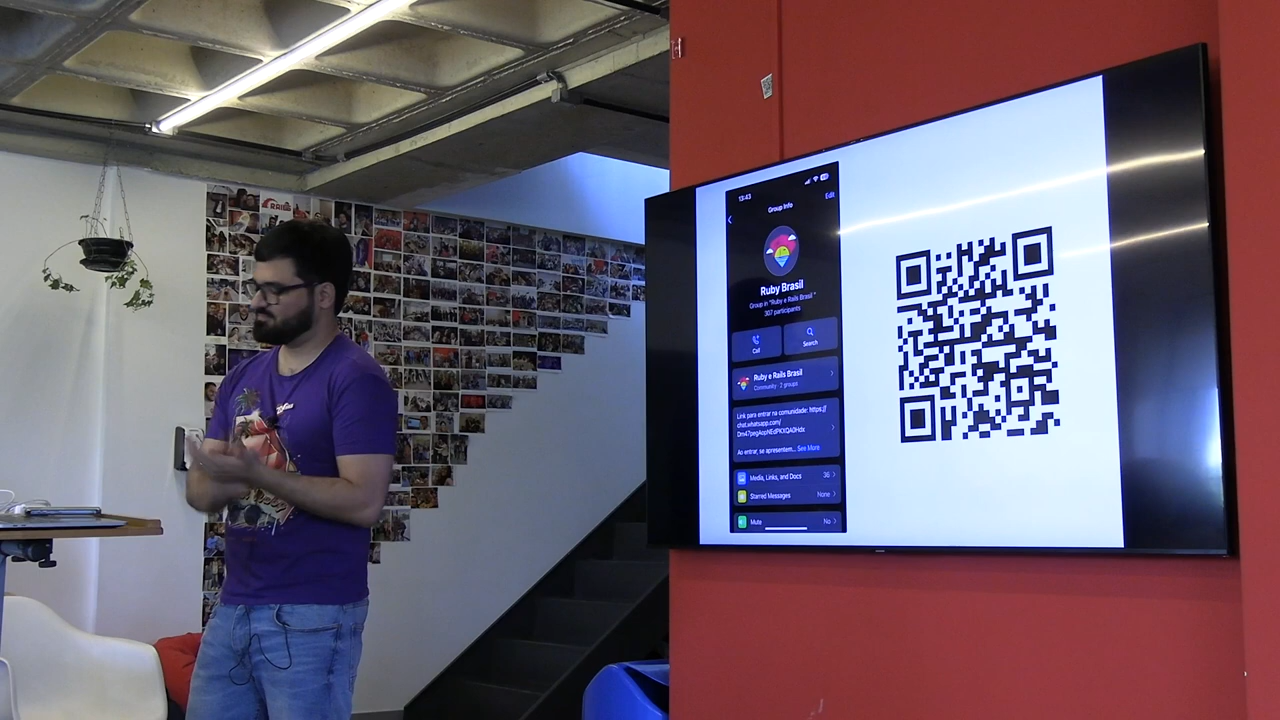 13:43
Edit
Group Info
Ruby Brasil
Group in "Ruby e Rails Brasil "
307 participants
Call
Search
Ruby e Rails Brasil
Community · 2 groups
Link para entrar na comunidade: https://
chat.whatsapp.com/
Ao entrar, se apresentem... See More
Media, Links, and Docs
36
Starred Messages
None
Mute
No